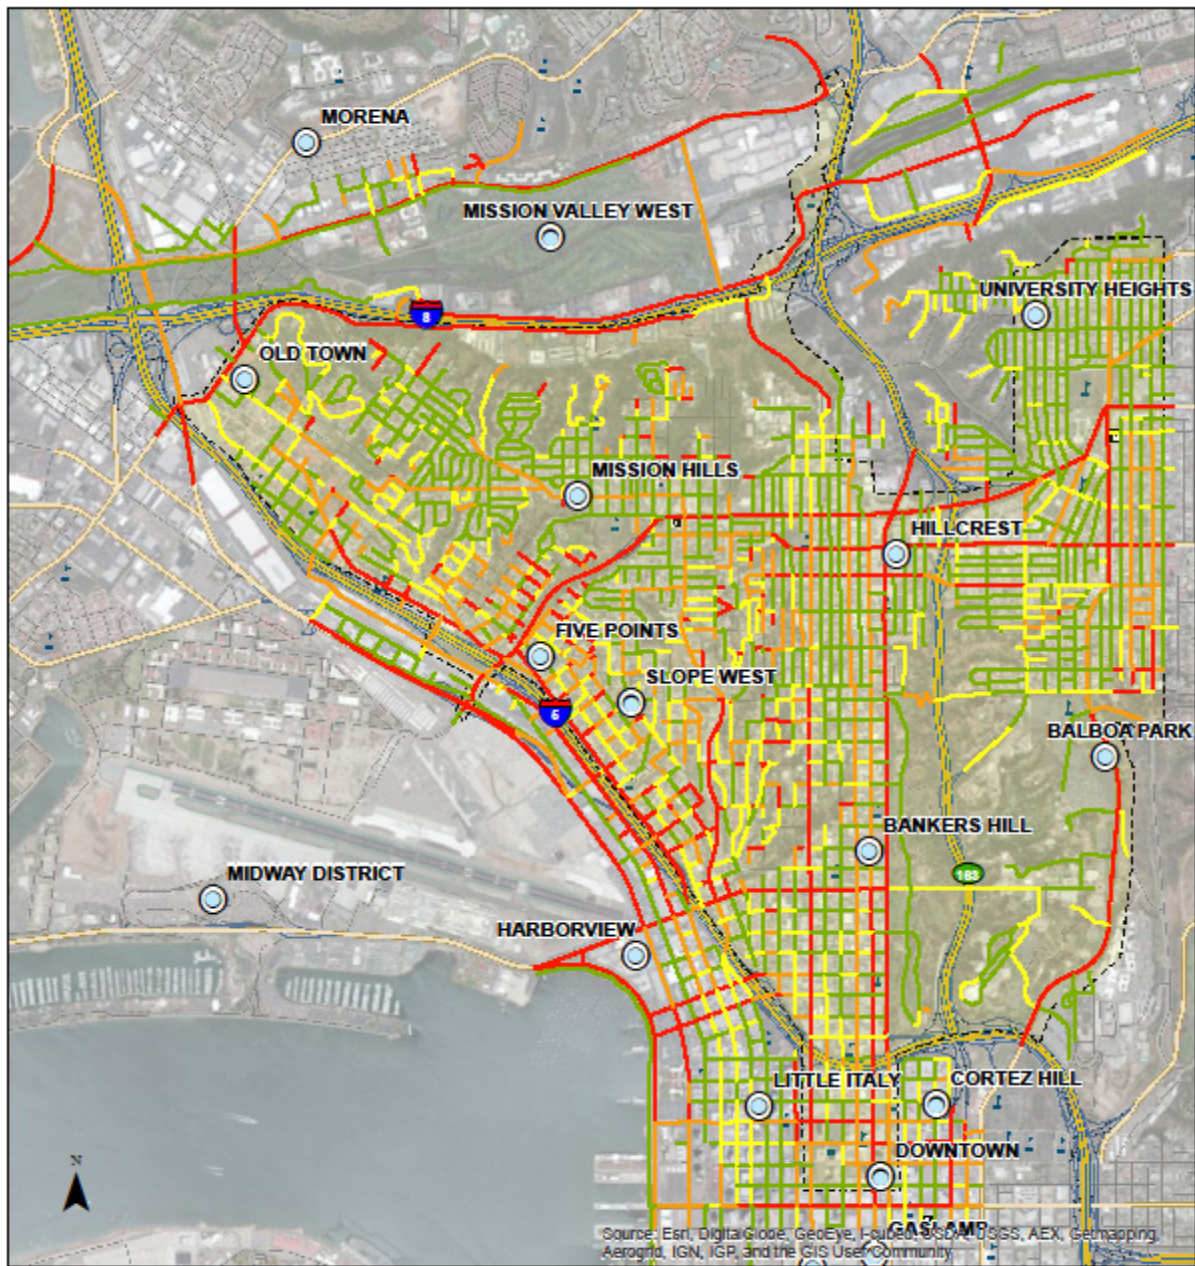 MORENA
MISSION VALLEY WEST
UNIVERSITY HEIGHTS
8
OLD TOWN
MISSION HILLS
HILLCREST
FIVE POINTS
SLOPE WEST
5
BALBOA PARK
BANKERS HILL
163
MIDWAY DISTRICT
HARBORVIEW
LITTLE ITALY
CORTEZ HILL
DOWNTOWN
N
GASLAMP
Source: Esri, DigitalGlobe, GeoEye, i-cubed, USDA, USGS, AEX, Getmapping,
Aerogrid, IGN, IGP, and the GIS User Community